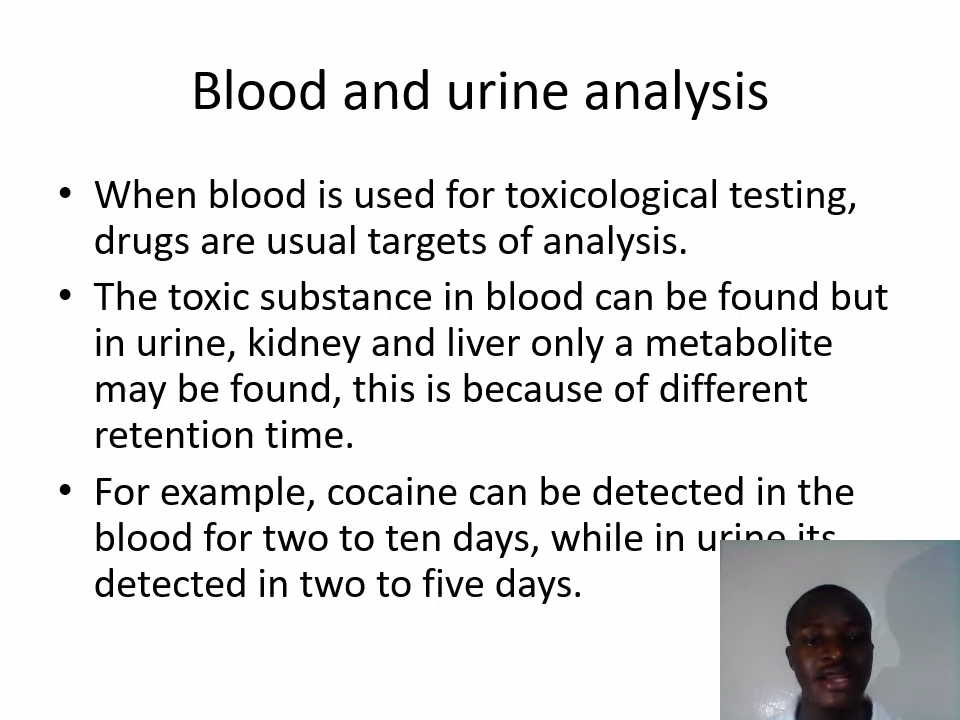 Blood and urine analysis
• When blood is used for toxicological testing,
drugs are usual targets of analysis.
• The toxic substance in blood can be found but
in urine, kidney and liver only a metabolite
may be found, this is because of different
retention time.
• For example, cocaine can be detected in the
blood for two to ten days, while in urine its
detected in two to five days.